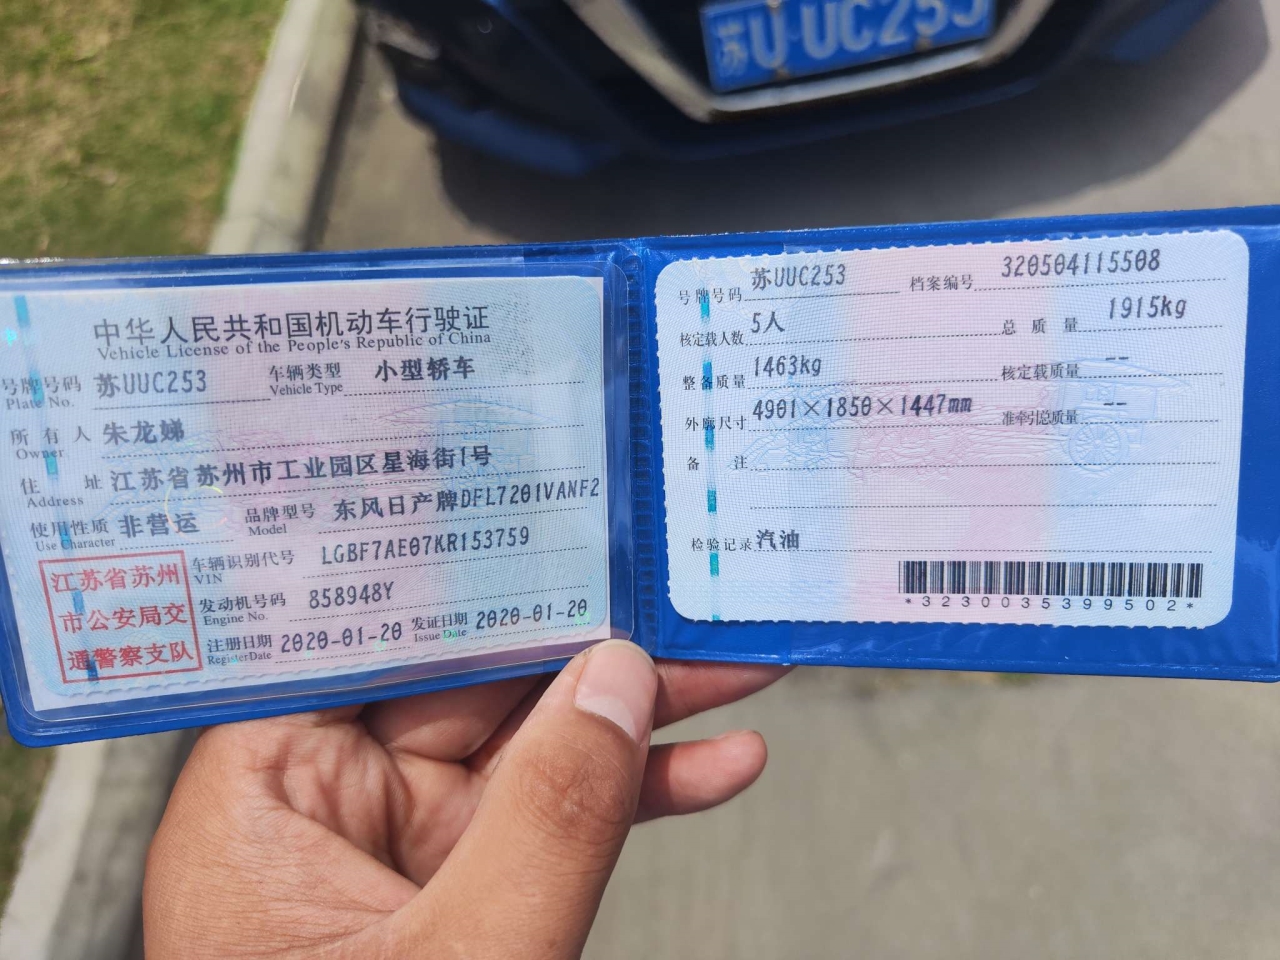 苏U UC253
中华人民共和国机动车行驶证
Vehicle License of the People's Republic of China
号牌号码 苏UUC253 车辆类型 小型轿车
Plate No. Vehicle Type
所有人 朱龙娣
Owner
住址 江苏省苏州市工业园区星海街1号
Address
使用性质 非营运 品牌型号 东风日产牌DFL7201VANF2
Use Character Model
车辆识别代号 LGBF7AE07KR153759
VIN
发动机号码 858948Y
Engine No.
注册日期 2020-01-20 发证日期 2020-01-20
Register Date Issue Date
江苏省苏州
市公安局交
通警察支队
号牌号码 苏UUC253 档案编号 320504115508
核定载人数 5人 总质量 1915kg
整备质量 1463kg 核定载质量 --
外廓尺寸 4901×1850×1447mm 准牵引总质量 --
备注
检验记录 汽油
*3230035399502*